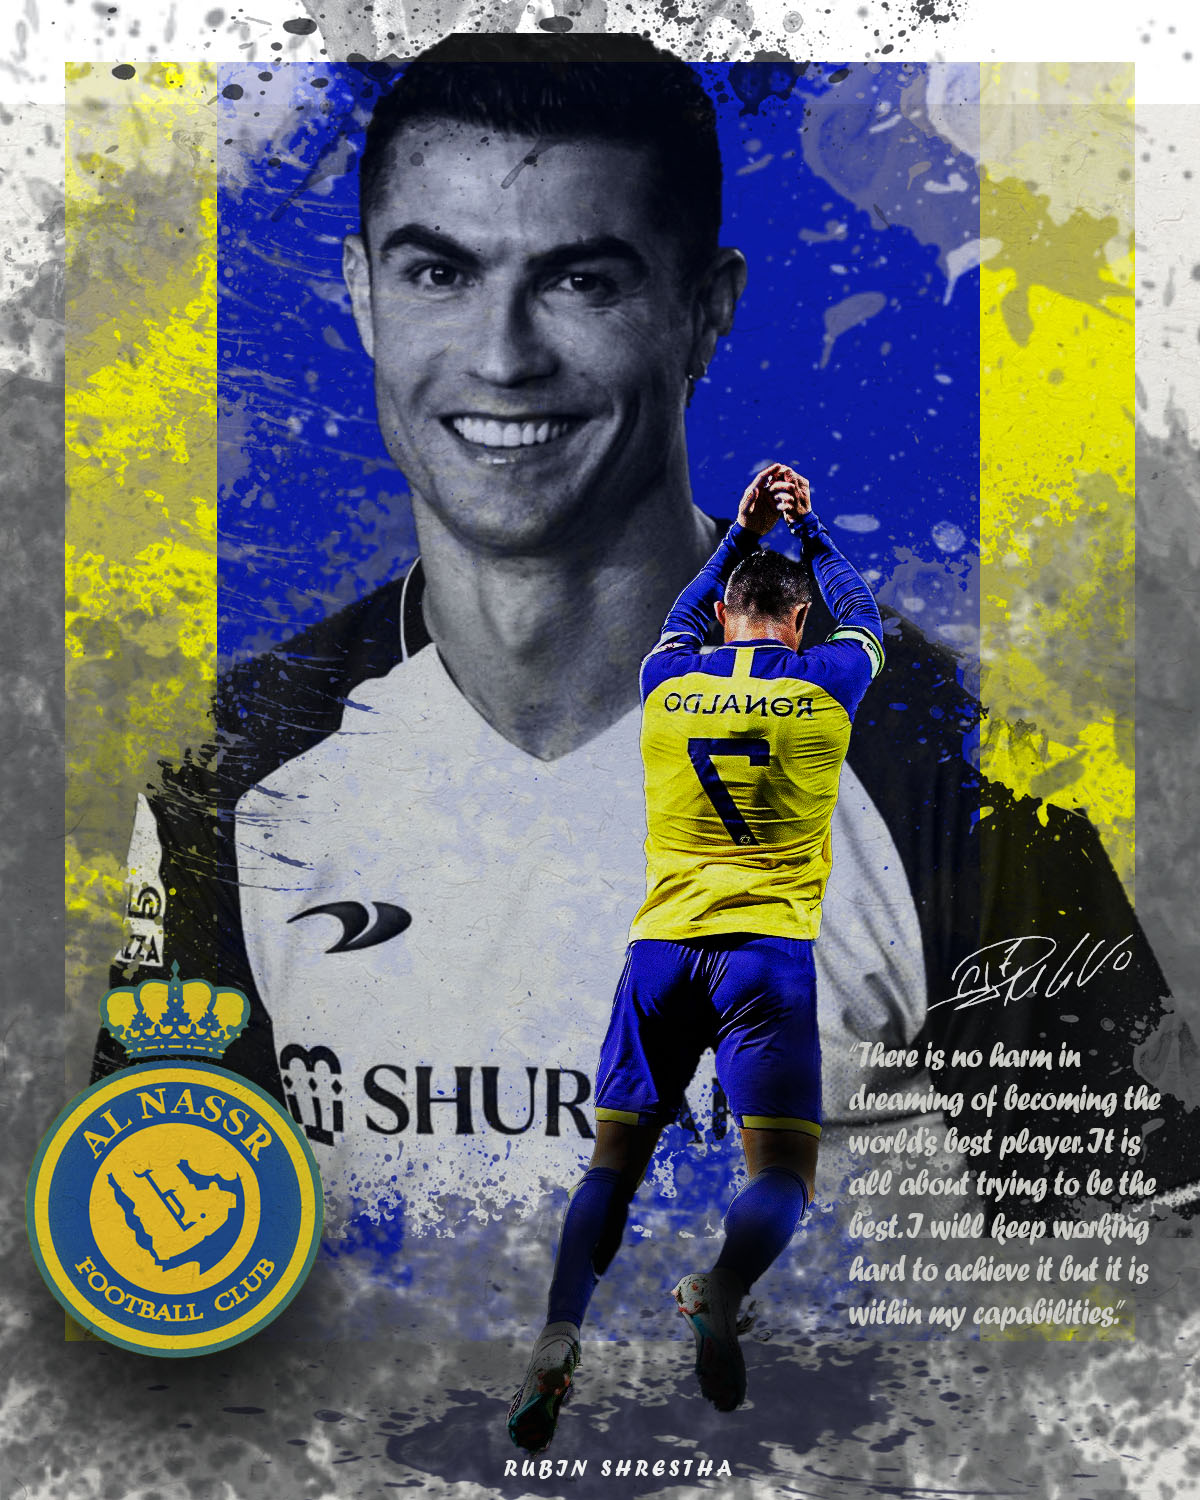 RONALDO
7
SHUR
AL NASSR
FOOTBALL CLUB
"There is no harm in
dreaming of becoming the
world's best player.It is
all about trying to be the
best.I will keep working
hard to achieve it but it is
within my capabilities."
RUBIN SHRESTHA